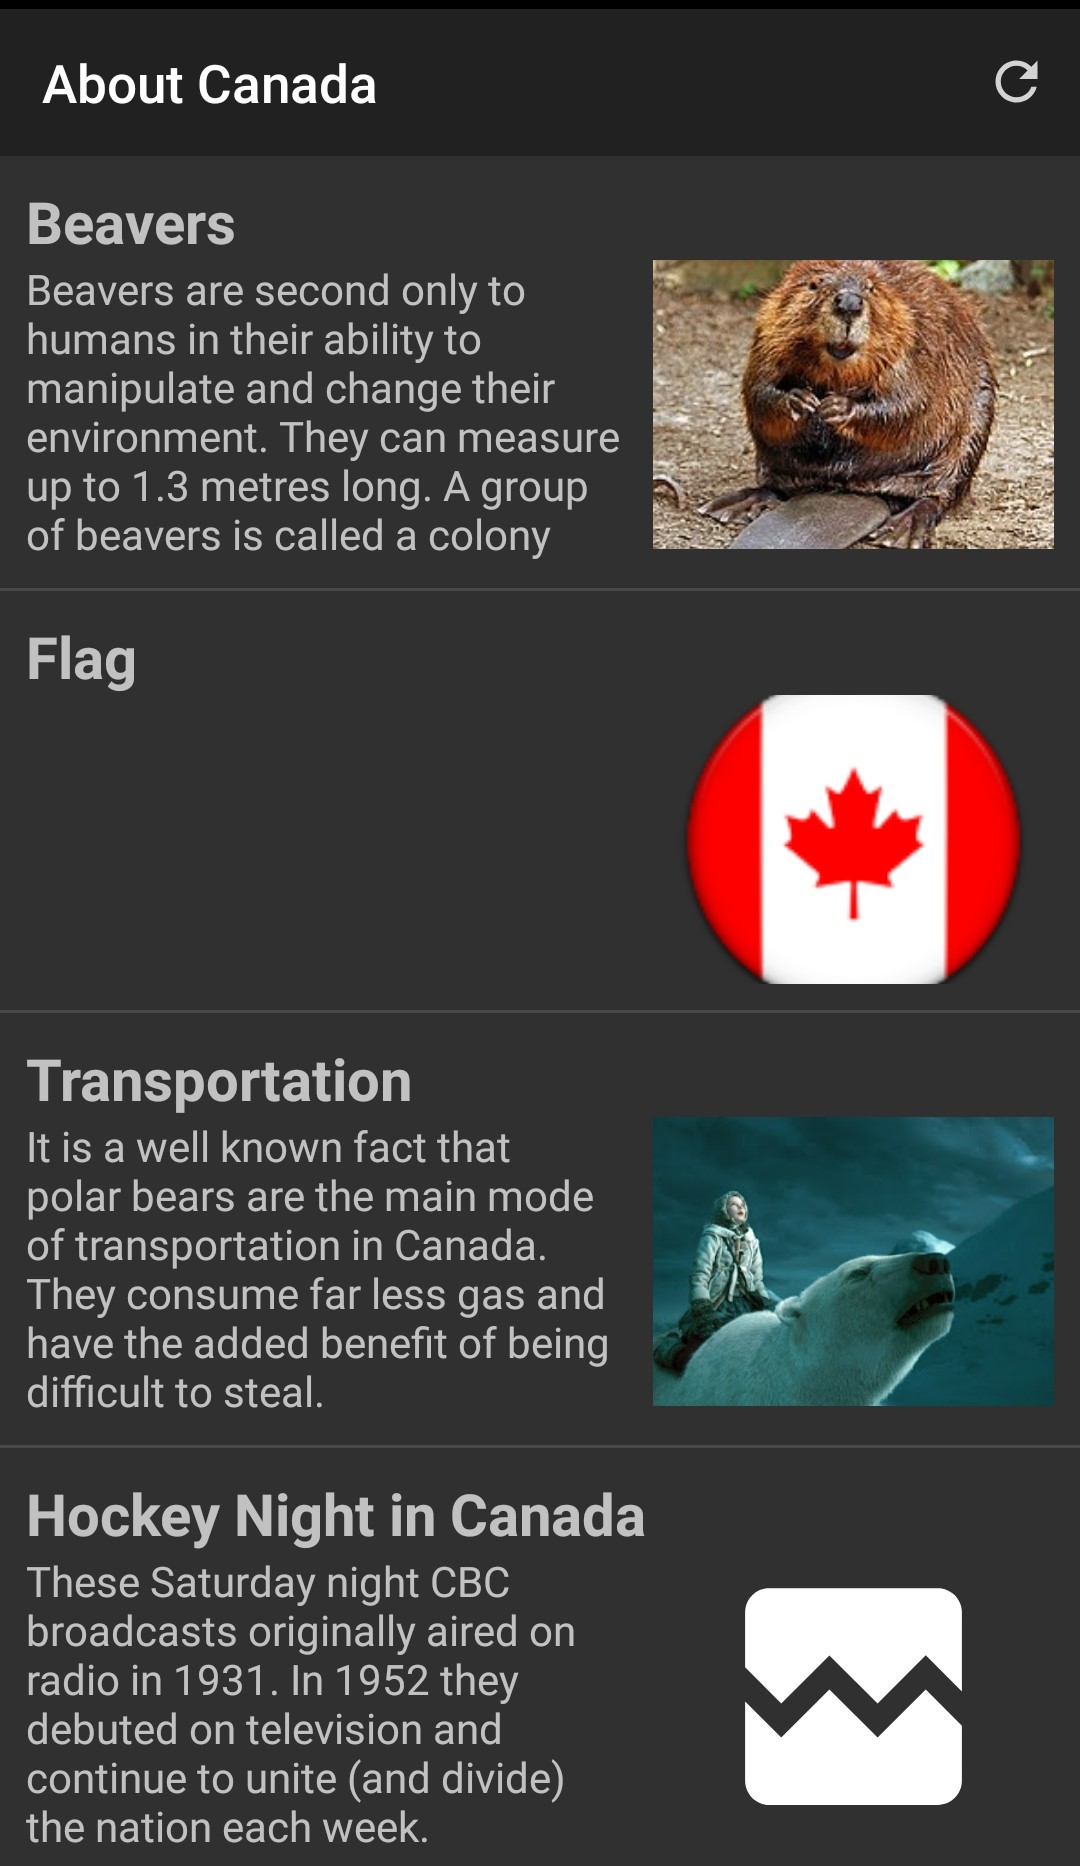 About Canada
Beavers
Beavers are second only to
humans in their ability to
manipulate and change their
environment. They can measure
up to 1.3 metres long. A group
of beavers is called a colony
Flag
Transportation
It is a well known fact that
polar bears are the main mode
of transportation in Canada.
They consume far less gas and
have the added benefit of being
difficult to steal.
Hockey Night in Canada
These Saturday night CBC
broadcasts originally aired on
radio in 1931. In 1952 they
debuted on television and
continue to unite (and divide)
the nation each week.